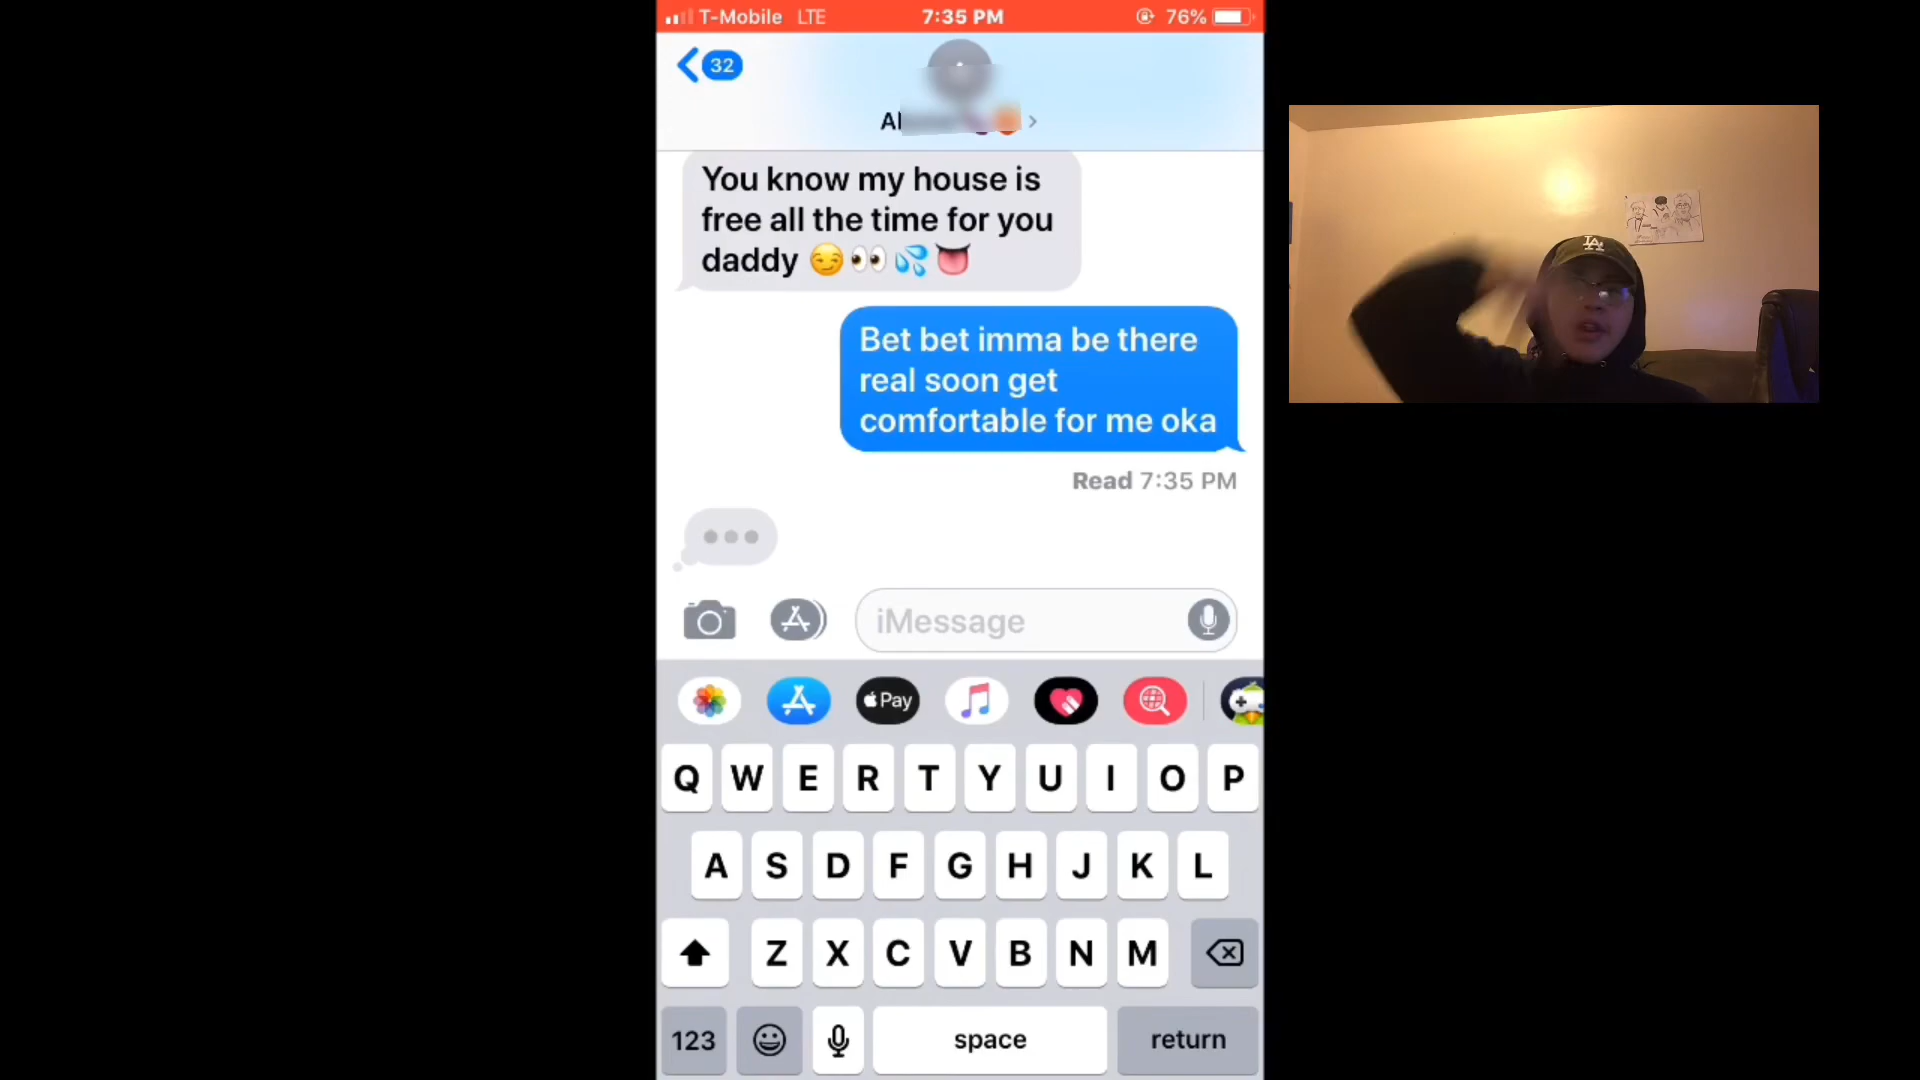 T-Mobile LTE 7:35 PM 76%
32
You know my house is
free all the time for you
daddy 😏👀💦👅
Bet bet imma be there
real soon get
comfortable for me oka
Read 7:35 PM
iMessage
Pay
Q W E R T Y U I O P
A S D F G H J K L
Z X C V B N M
123 space return
LA